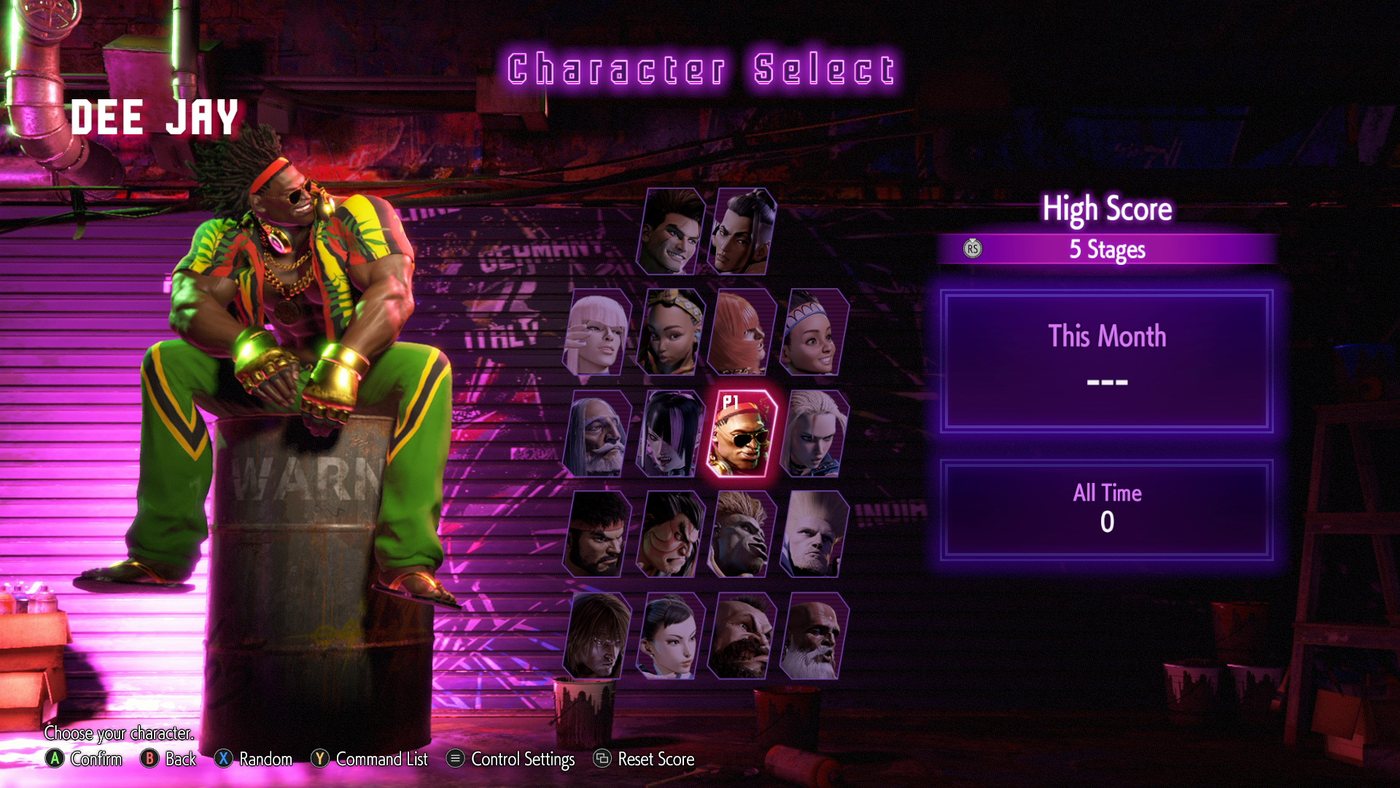 Character Select
DEE JAY
High Score
RS
5 Stages
GERMANY
ITALY
This Month
---
P1
All Time
0
WARN
Choose your character.
A Confirm B Back X Random Y Command List Control Settings Reset Score